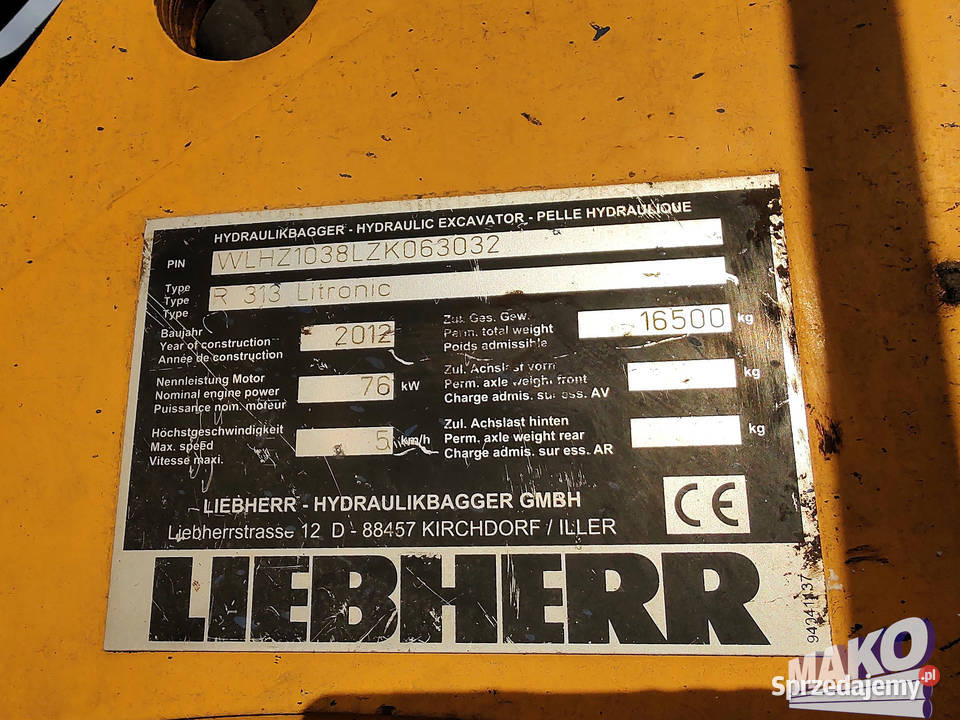 HYDRAULIKBAGGER - HYDRAULIC EXCAVATOR - PELLE HYDRAULIQUE
PIN WLHZ1038LZK063032
Type
Type R 313 Litronic
Type
Baujahr
Year of construction 2012
Année de construction
Zul. Ges. Gew.
Perm. total weight 16500 kg
Poids admissible
Nennleistung Motor
Nominal engine power 76 kW
Puissance nom. moteur
Zul. Achslast vorn
Perm. axle weigh front kg
Charge admis. sur ess. AV
Höchstgeschwindigkeit
Max. speed 5 km/h
Vitesse maxi.
Zul. Achslast hinten
Perm. axle weight rear kg
Charge admis. sur ess. AR
LIEBHERR - HYDRAULIKBAGGER GMBH
Liebherrstrasse 12 D - 88457 KIRCHDORF / ILLER
CE
LIEBHERR
94241137
MAKO
Sprzedajemy.pl